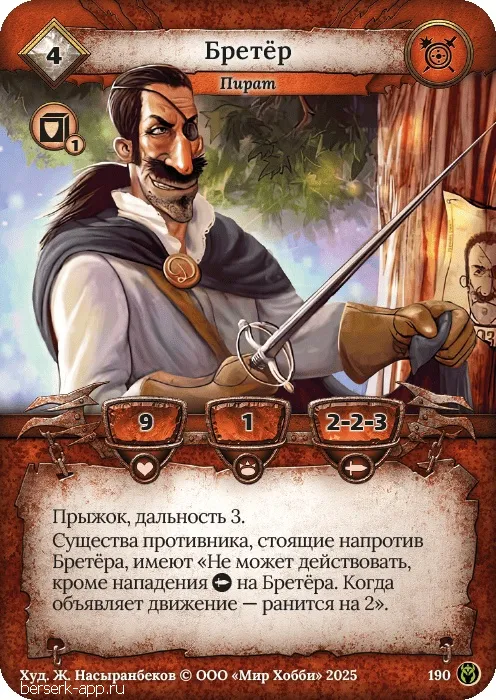 4
Бретёр
Пират
1
03
9
1
2-2-3
Прыжок, дальность 3.
Существа противника, стоящие напротив
Бретёра, имеют «Не может действовать,
кроме нападения на Бретёра. Когда
объявляет движение — ранится на 2».
Худ. Ж. Насыранбеков © ООО «Мир Хобби» 2025
190
berserk-app.ru